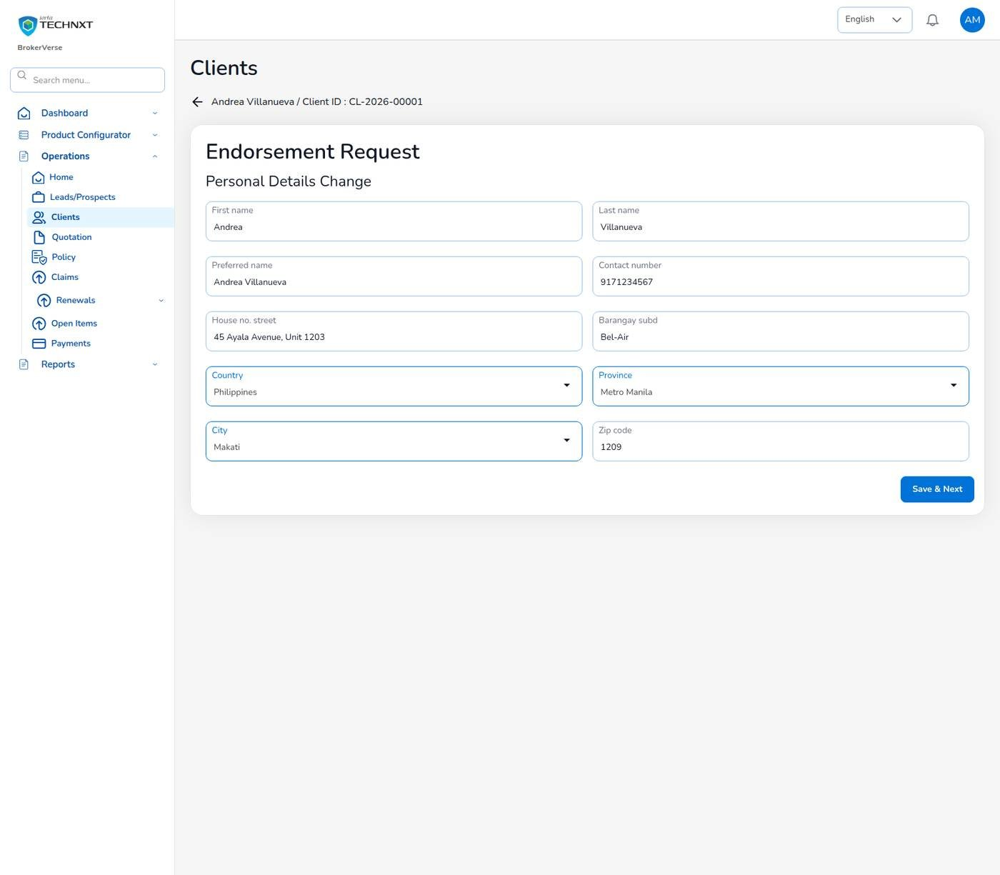 iorta
TECHNXT
BrokerVerse
Search menu...
Dashboard
Product Configurator
Operations
Home
Leads/Prospects
Clients
Quotation
Policy
Claims
Renewals
Open Items
Payments
Reports
English
AM
Clients
Andrea Villanueva / Client ID : CL-2026-00001
Endorsement Request
Personal Details Change
First name
Andrea
Last name
Villanueva
Preferred name
Andrea Villanueva
Contact number
9171234567
House no. street
45 Ayala Avenue, Unit 1203
Barangay subd
Bel-Air
Country
Philippines
Province
Metro Manila
City
Makati
Zip code
1209
Save & Next